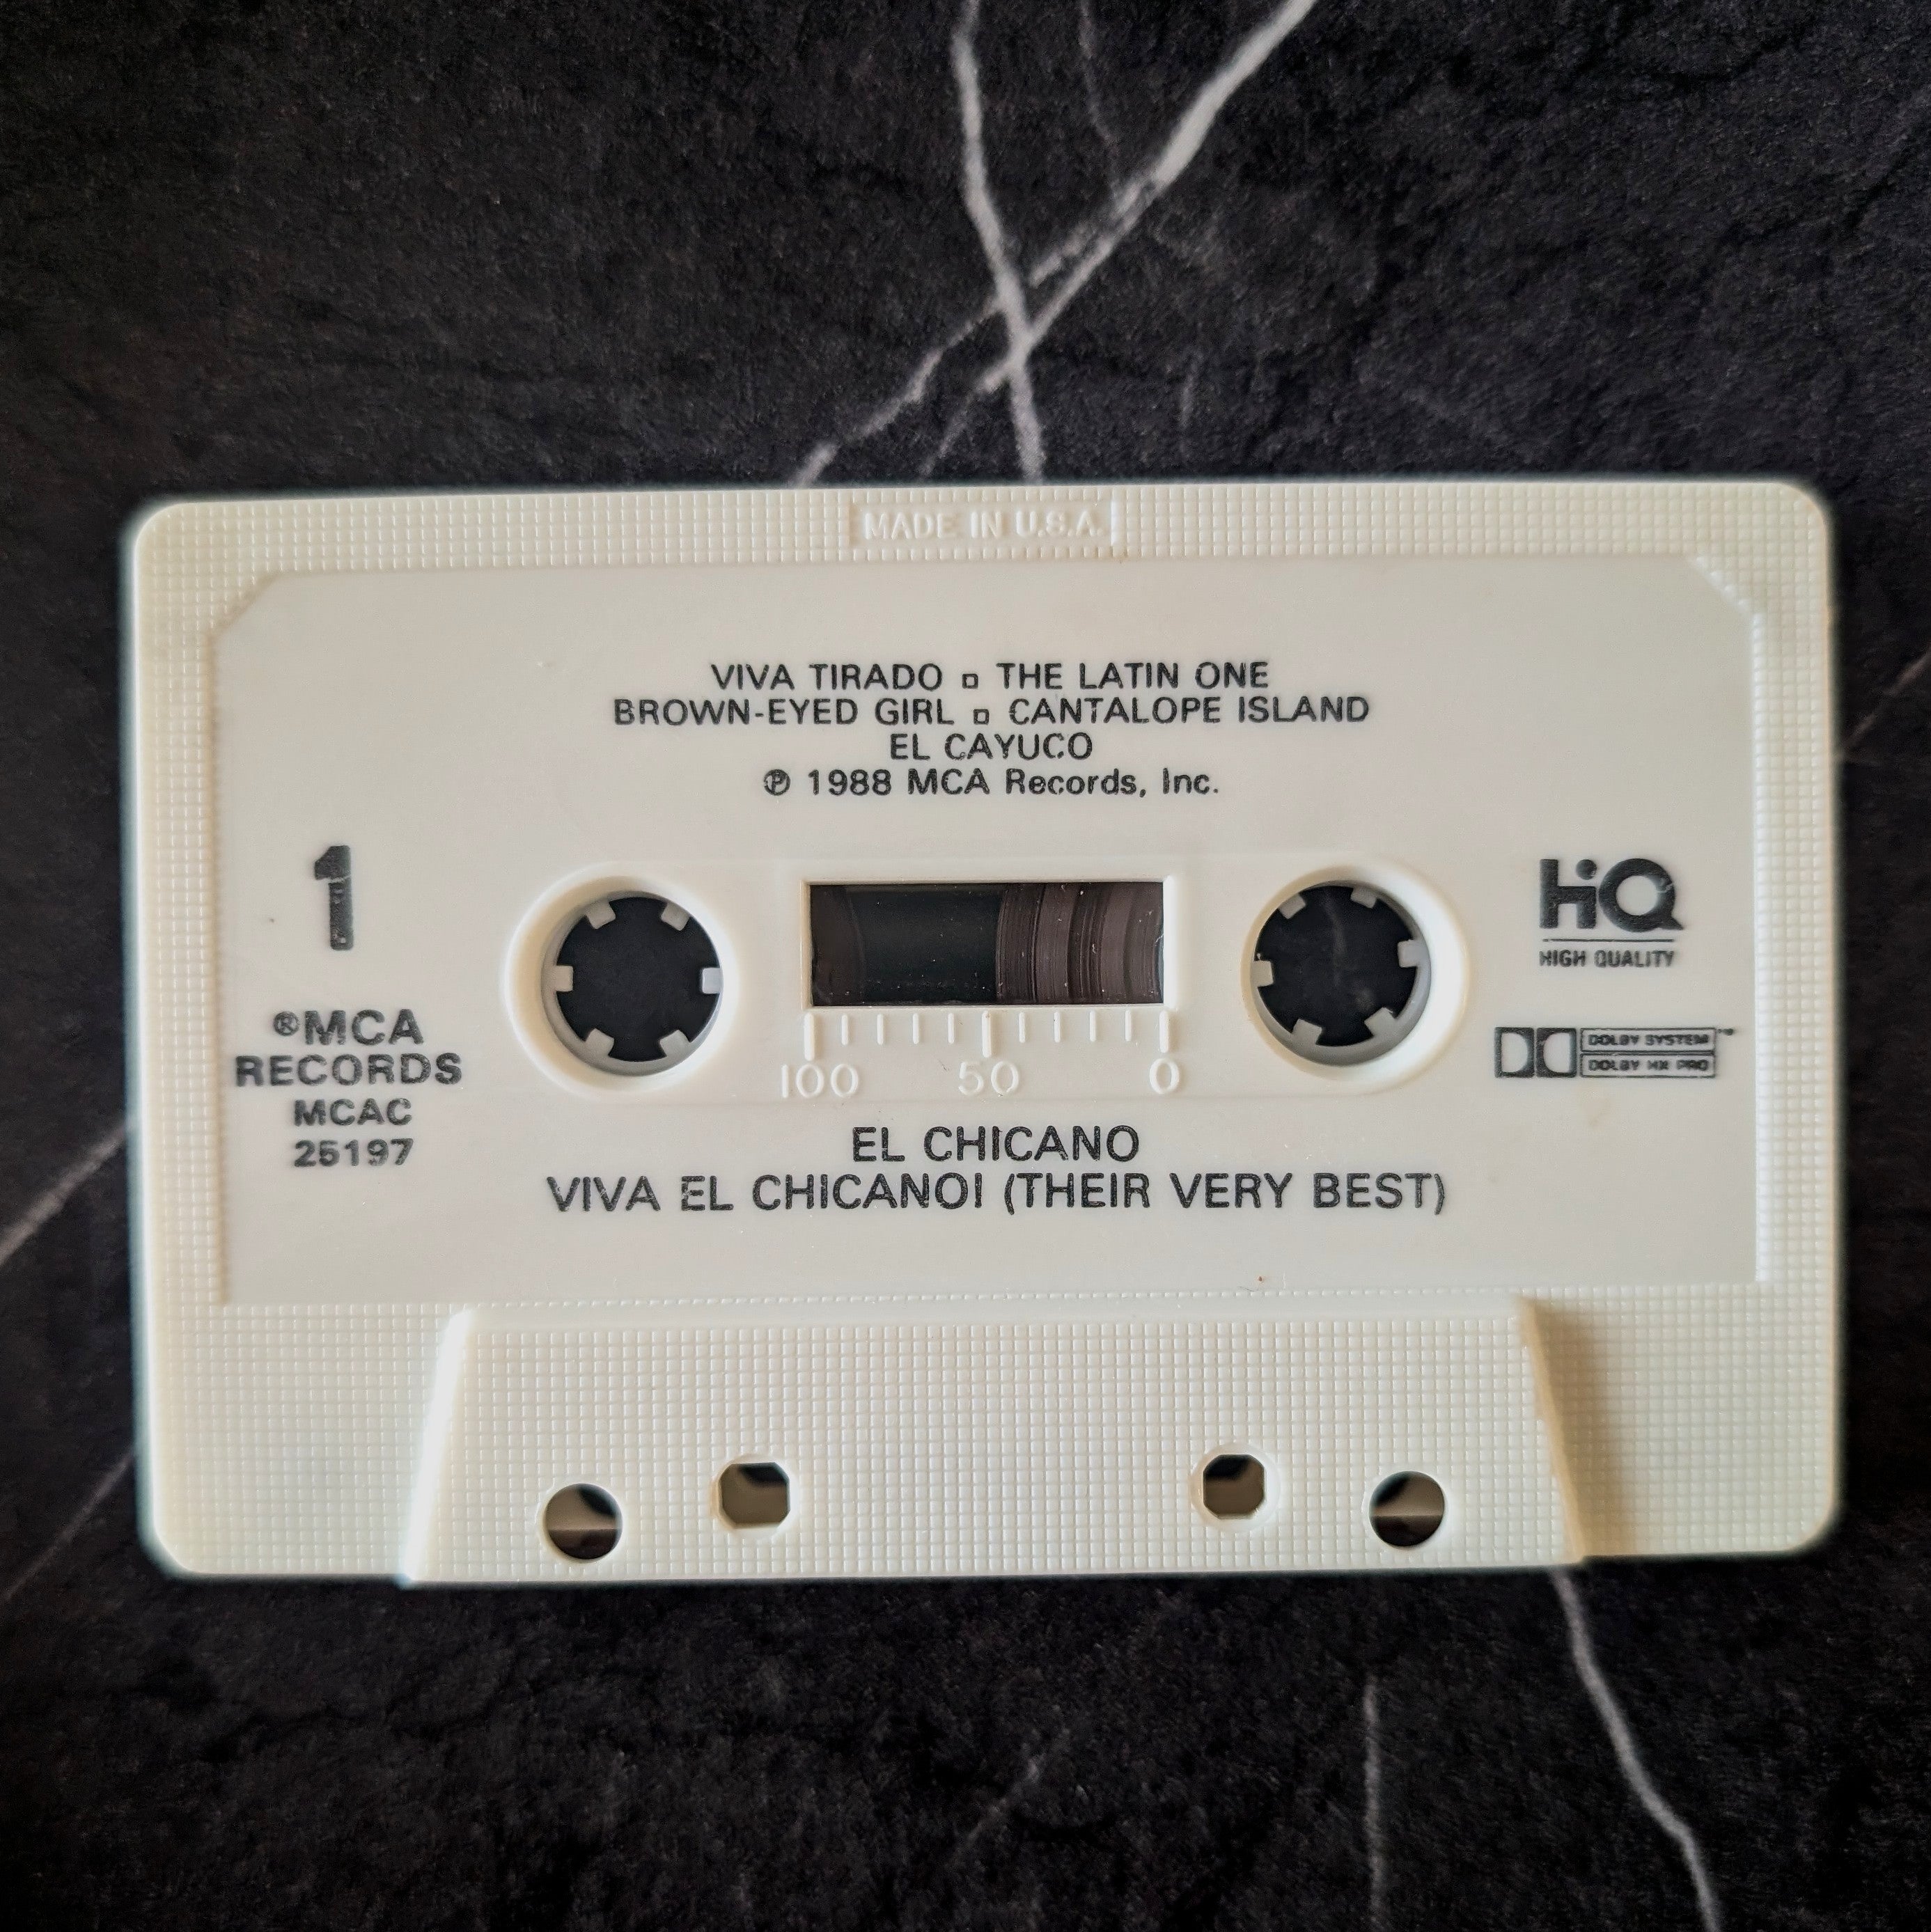 MADE IN U.S.A.
VIVA TIRADO ▫ THE LATIN ONE
BROWN-EYED GIRL ▫ CANTALOPE ISLAND
EL CAYUCO
℗ 1988 MCA Records, Inc.
1
®MCA
RECORDS
MCAC
25197
HiQ
HIGH QUALITY
DOLBY SYSTEM™
DOLBY HX PRO
100 50 0
EL CHICANO
VIVA EL CHICANO! (THEIR VERY BEST)